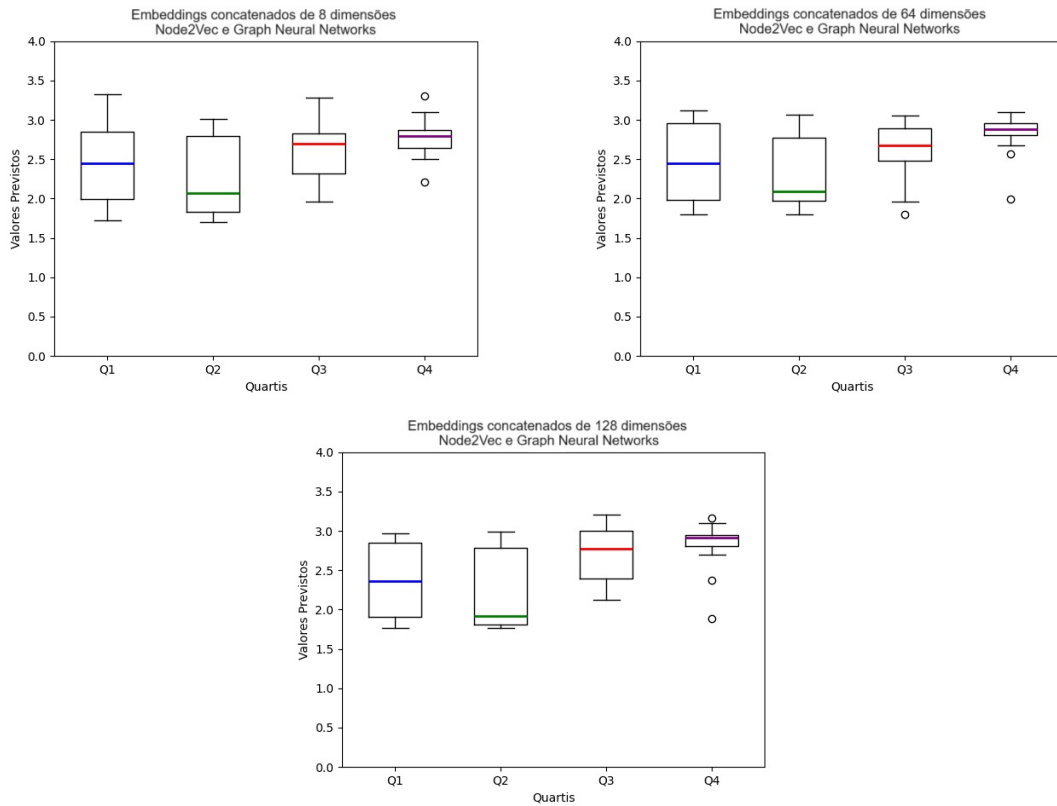 Embeddings concatenados de 8 dimensões
Node2Vec e Graph Neural Networks
4.0
3.5
3.0
2.5
2.0
1.5
1.0
0.5
0.0
Valores Previstos
Q1 Q2 Q3 Q4
Quartis
Embeddings concatenados de 64 dimensões
Node2Vec e Graph Neural Networks
4.0
3.5
3.0
2.5
2.0
1.5
1.0
0.5
0.0
Valores Previstos
Q1 Q2 Q3 Q4
Quartis
Embeddings concatenados de 128 dimensões
Node2Vec e Graph Neural Networks
4.0
3.5
3.0
2.5
2.0
1.5
1.0
0.5
0.0
Valores Previstos
Q1 Q2 Q3 Q4
Quartis